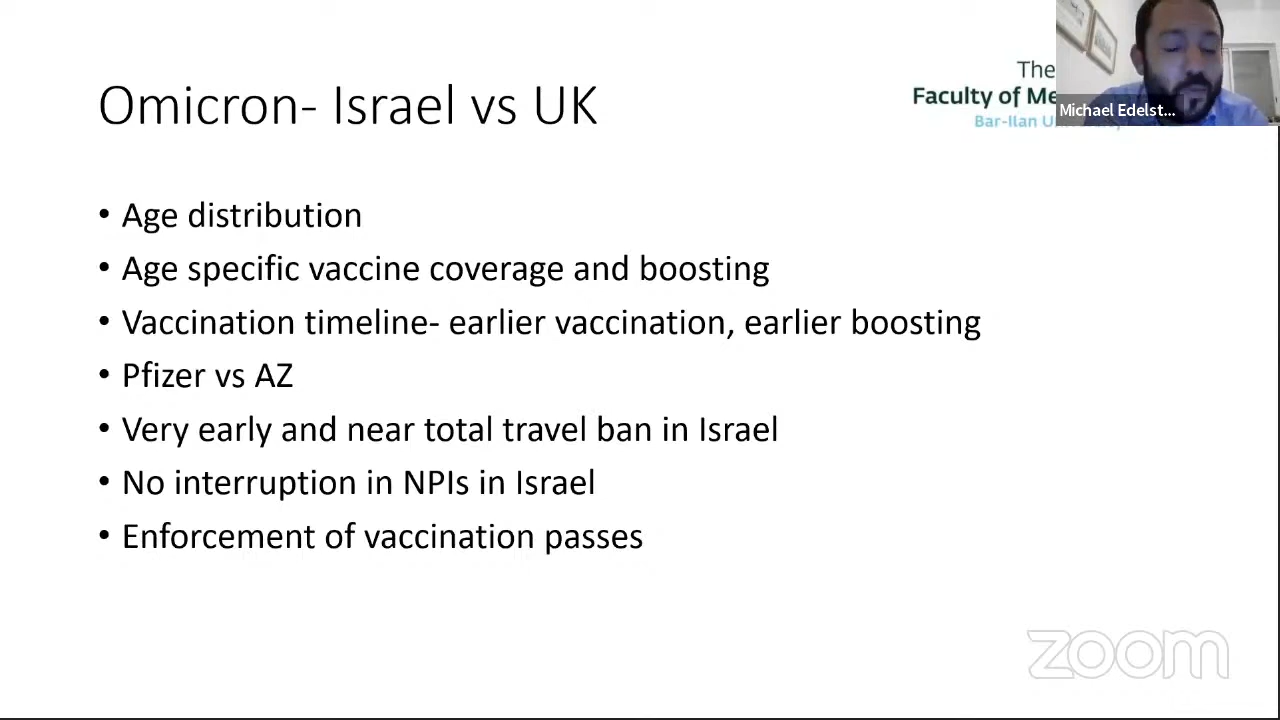 Omicron- Israel vs UK
The
Faculty of Me
Bar-Ilan U
Michael Edelst...
• Age distribution
• Age specific vaccine coverage and boosting
• Vaccination timeline- earlier vaccination, earlier boosting
• Pfizer vs AZ
• Very early and near total travel ban in Israel
• No interruption in NPIs in Israel
• Enforcement of vaccination passes
zoom